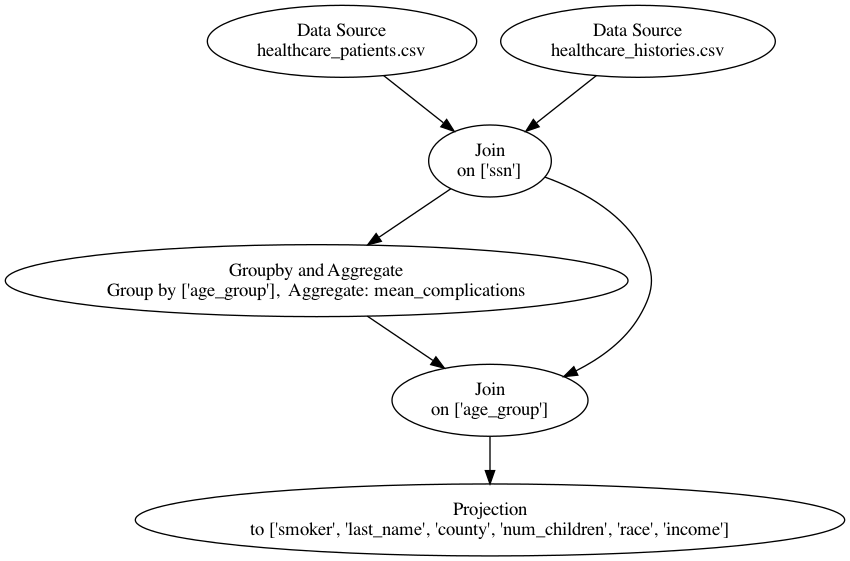 Data Source
healthcare_patients.csv
Data Source
healthcare_histories.csv
Join
on ['ssn']
Groupby and Aggregate
Group by ['age_group'],  Aggregate: mean_complications
Join
on ['age_group']
Projection
to ['smoker', 'last_name', 'county', 'num_children', 'race', 'income']